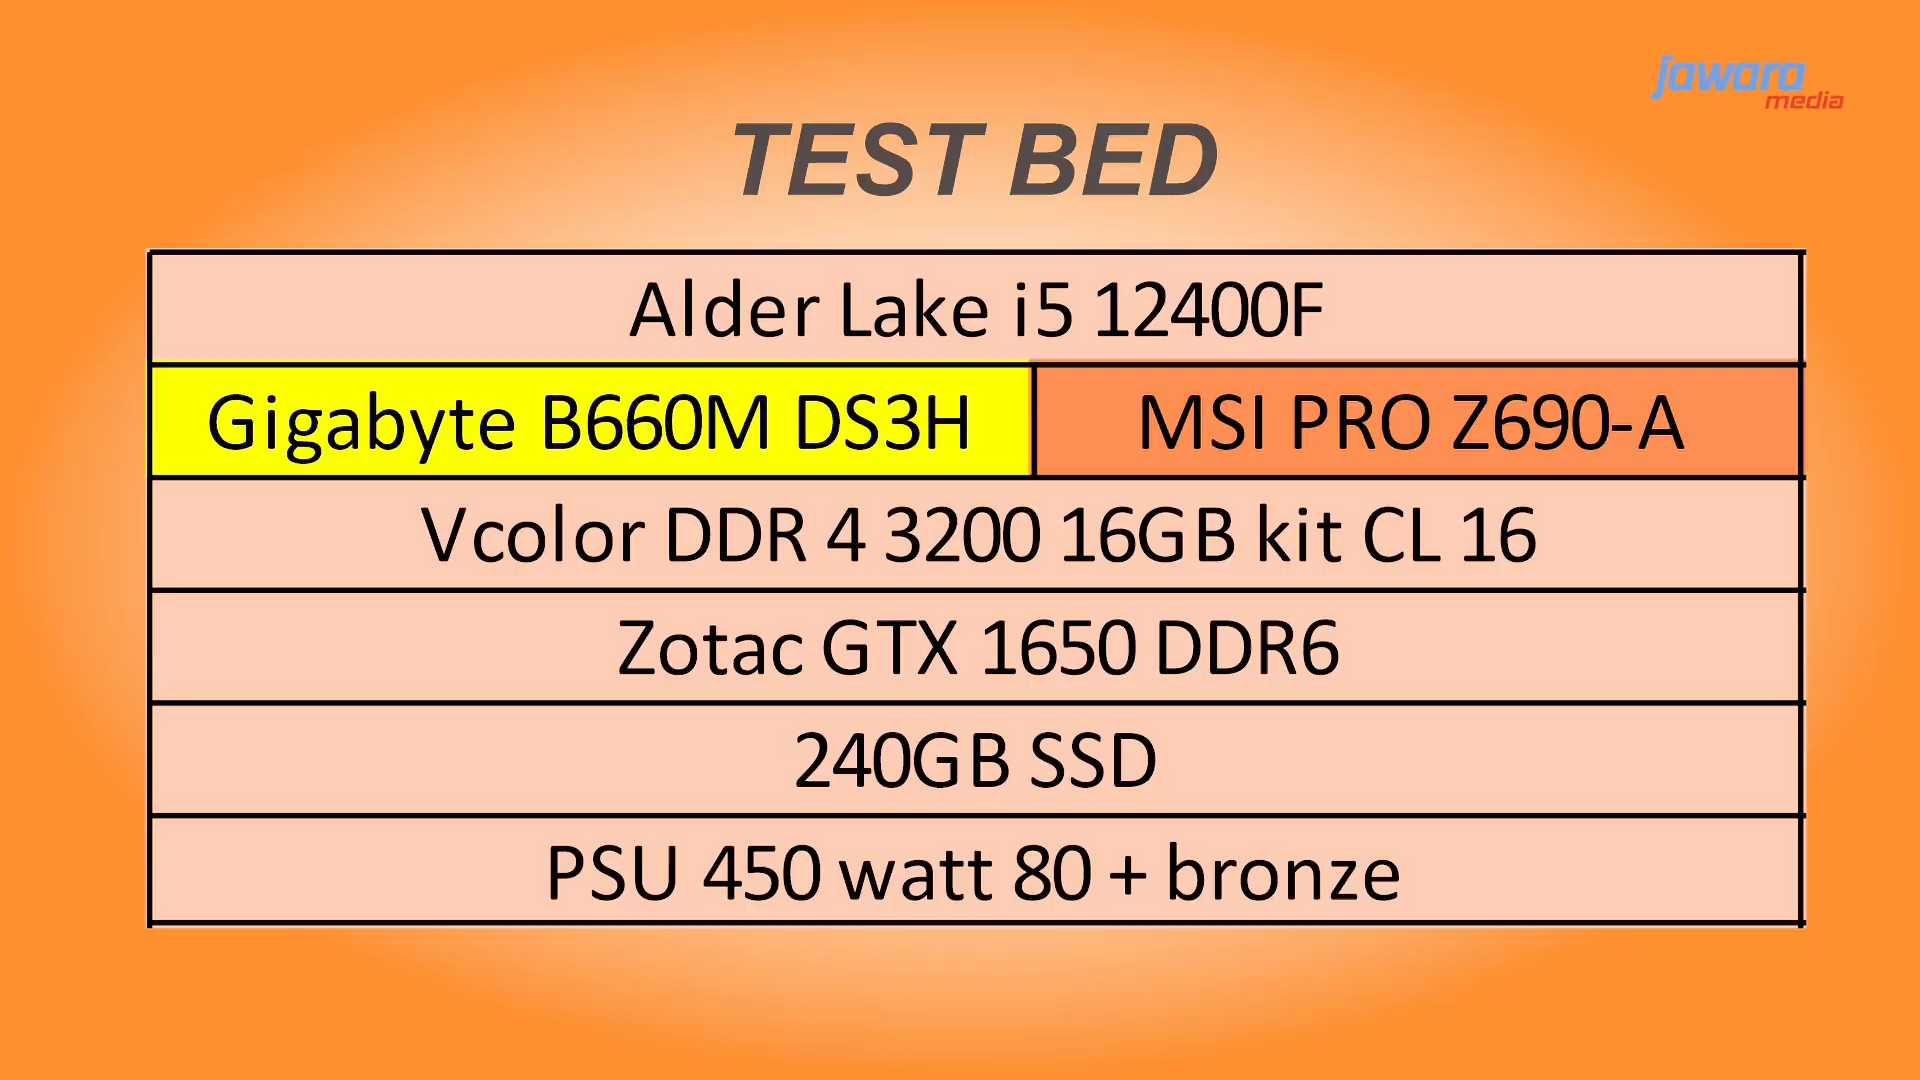 jawara
media
TEST BED
Alder Lake i5 12400F
Gigabyte B660M DS3H
MSI PRO Z690-A
Vcolor DDR 4 3200 16GB kit CL 16
Zotac GTX 1650 DDR6
240GB SSD
PSU 450 watt 80 + bronze